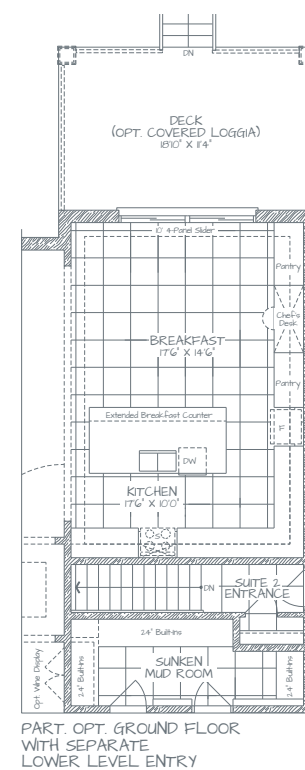 DN
DECK
(OPT. COVERED LOGGIA)
18'10" X 11'4"
10' 4-Panel Slider
Pantry
Chef's
Desk
BREAKFAST
17'6" X 14'6"
Pantry
Extended Breakfast Counter
F
DW
KITCHEN
17'6" X 10'0"
S
DN
SUITE 2
ENTRANCE
24" Built-Ins
Opt. Wine Display
24" Built-Ins
SUNKEN
MUD ROOM
24" Built-Ins
PART. OPT. GROUND FLOOR
WITH SEPARATE
LOWER LEVEL ENTRY